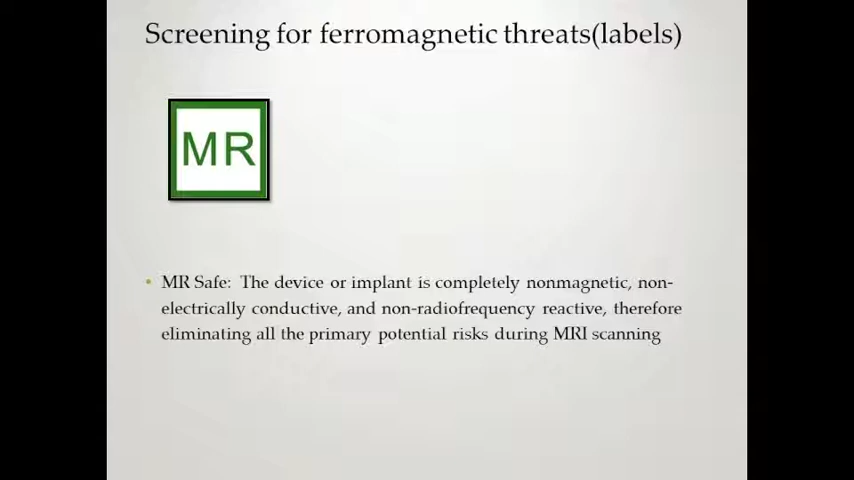 Screening for ferromagnetic threats(labels)
MR
• MR Safe: The device or implant is completely nonmagnetic, non-
electrically conductive, and non-radiofrequency reactive, therefore
eliminating all the primary potential risks during MRI scanning